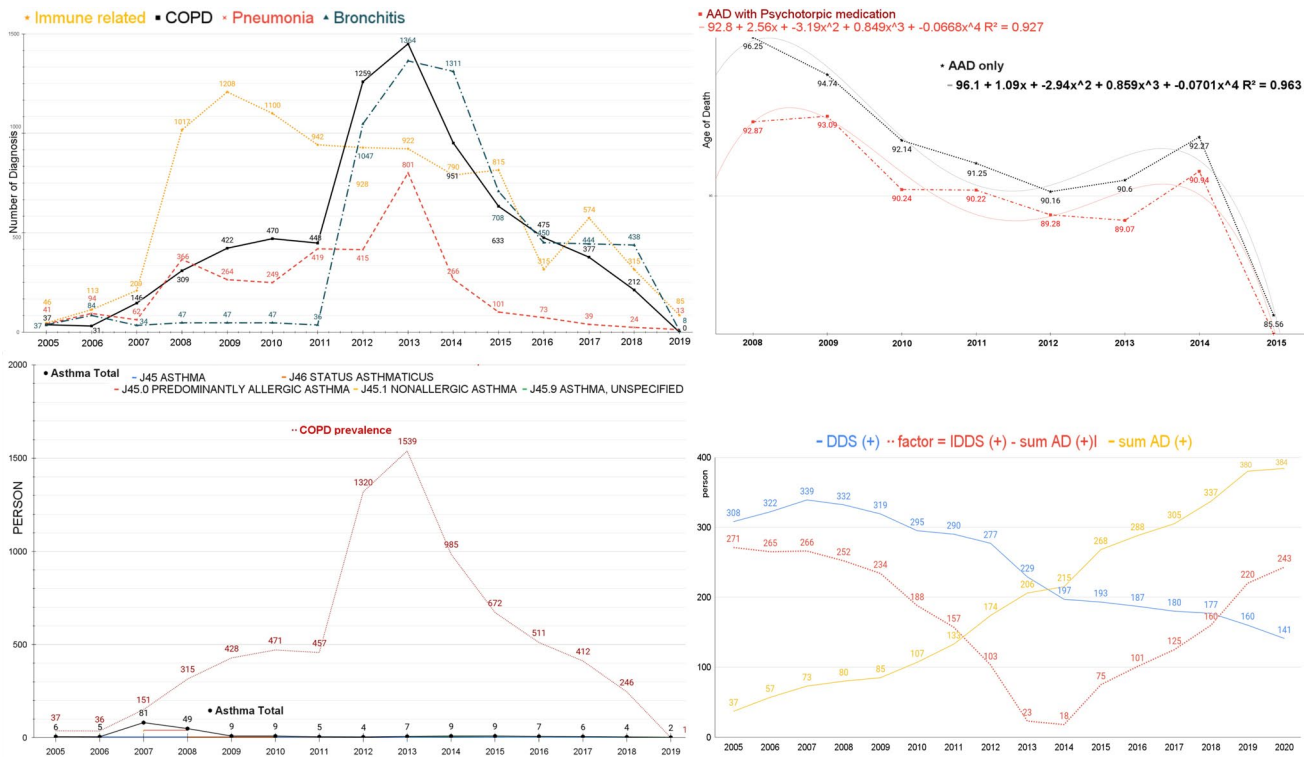 Immune related COPD Pneumonia Bronchitis
Number of Diagnosis
1500
1000
500
0
46 113 203 1017 1208 1100 942 928 922 790 815 315 574 315 85
37 31 146 309 422 470 448 1259 951 633 475 377 212 0
41 94 62 366 264 249 419 415 801 266 101 73 39 24 13
37 84 34 47 47 47 36 1047 1364 1311 708 450 444 438 8
2005 2006 2007 2008 2009 2010 2011 2012 2013 2014 2015 2016 2017 2018 2019
AAD with Psychotorpic medication
92.8 + 2.56x + -3.19x^2 + 0.849x^3 + -0.0668x^4 R² = 0.927
AAD only
96.1 + 1.09x + -2.94x^2 + 0.859x^3 + -0.0701x^4 R² = 0.963
Age of Death
96.25 94.74 92.14 91.25 90.16 90.6 92.27 85.56
92.87 93.09 90.24 90.22 89.28 89.07 90.94
2008 2009 2010 2011 2012 2013 2014 2015
Asthma Total J45 ASTHMA J46 STATUS ASTHMATICUS
J45.0 PREDOMINANTLY ALLERGIC ASTHMA J45.1 NONALLERGIC ASTHMA J45.9 ASTHMA, UNSPECIFIED
COPD prevalence
PERSON
2000
1500
1000
500
0
37 36 151 315 428 471 457 1320 1539 985 672 511 412 246 1
Asthma Total
6 5 81 49 9 9 5 4 7 9 9 7 6 4 2
2005 2006 2007 2008 2009 2010 2011 2012 2013 2014 2015 2016 2017 2018 2019
DDS (+) factor = IDDS (+) - sum AD (+)I sum AD (+)
person
400
300
200
100
0
308 322 339 332 319 295 290 277 229 197 193 187 180 177 160 141
271 265 266 252 234 188 157 103 23 18 75 101 125 160 220 243
37 57 73 80 85 107 133 174 206 215 268 288 305 337 380 384
2005 2006 2007 2008 2009 2010 2011 2012 2013 2014 2015 2016 2017 2018 2019 2020